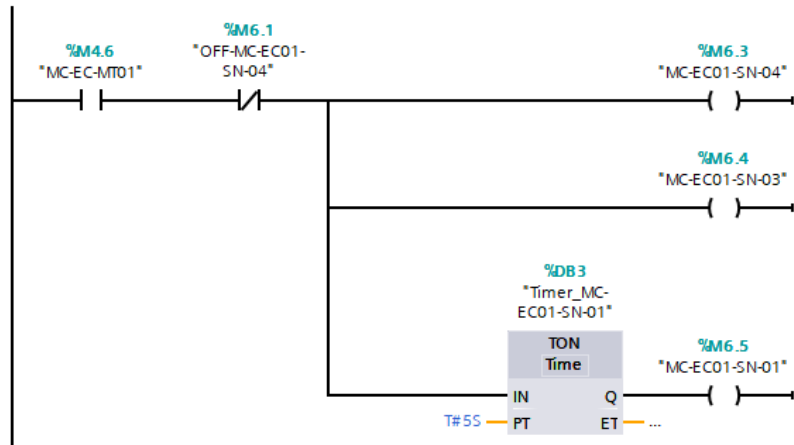 %M4.6
"MC-EC-MT01"
%M6.1
"OFF-MC-EC01-
SN-04"
%M6.3
"MC-EC01-SN-04"
%M6.4
"MC-EC01-SN-03"
%DB3
"Timer_MC-
EC01-SN-01"
TON
Time
%M6.5
"MC-EC01-SN-01"
IN Q
T#5S PT ET ...